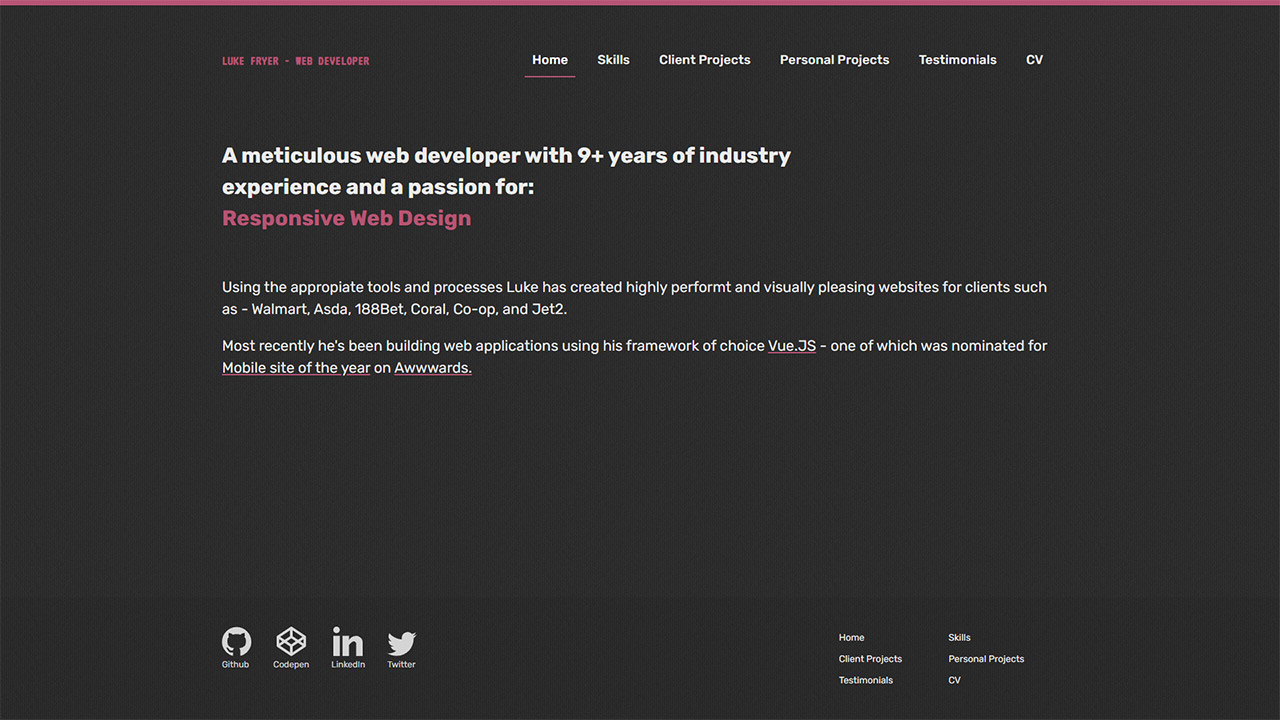 LUKE FRYER - WEB DEVELOPER
Home Skills Client Projects Personal Projects Testimonials CV
A meticulous web developer with 9+ years of industry
experience and a passion for:
Responsive Web Design
Using the appropiate tools and processes Luke has created highly performt and visually pleasing websites for clients such
as - Walmart, Asda, 188Bet, Coral, Co-op, and Jet2.
Most recently he's been building web applications using his framework of choice Vue.JS - one of which was nominated for
Mobile site of the year on Awwwards.
Github Codepen LinkedIn Twitter
Home Skills
Client Projects Personal Projects
Testimonials CV